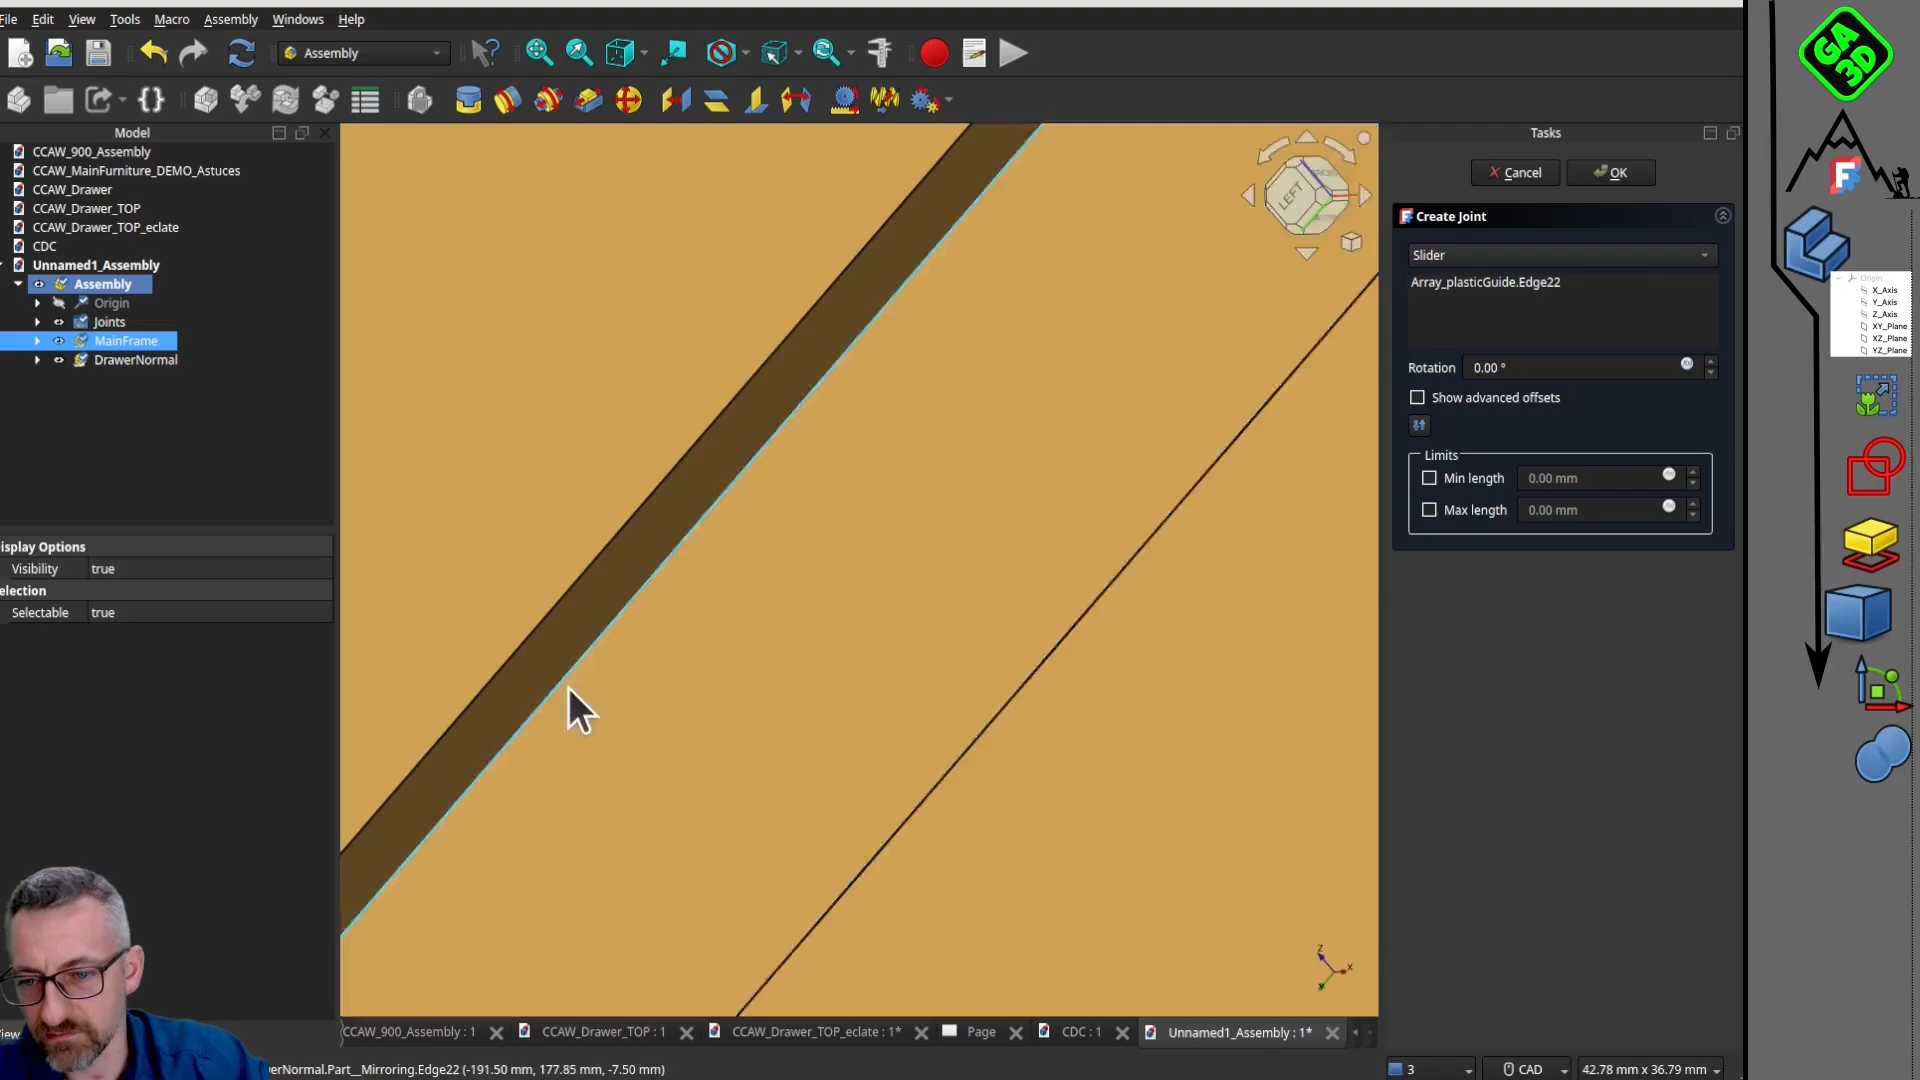 File Edit View Tools Macro Assembly Windows Help
Assembly
Model
Tasks
CCAW_900_Assembly
CCAW_MainFurniture_DEMO_Astuces
CCAW_Drawer
CCAW_Drawer_TOP
CCAW_Drawer_TOP_eclate
CDC
Unnamed1_Assembly
Assembly
Origin
Joints
MainFrame
DrawerNormal
isplay Options
Visibility true
election
Selectable true
LEFT
Z
X
Cancel
OK
Create Joint
Slider
Array_plasticGuide.Edge22
Rotation 0.00 °
Show advanced offsets
Limits
Min length 0.00 mm
Max length 0.00 mm
GA
3D
Origin
X_Axis
Y_Axis
Z_Axis
XY_Plane
XZ_Plane
YZ_Plane
CCAW_900_Assembly : 1
CCAW_Drawer_TOP : 1
CCAW_Drawer_TOP_eclate : 1*
Page
CDC : 1
Unnamed1_Assembly : 1*
erNormal.Part__Mirroring.Edge22 (-191.50 mm, 177.85 mm, -7.50 mm)
3
CAD
42.78 mm x 36.79 mm